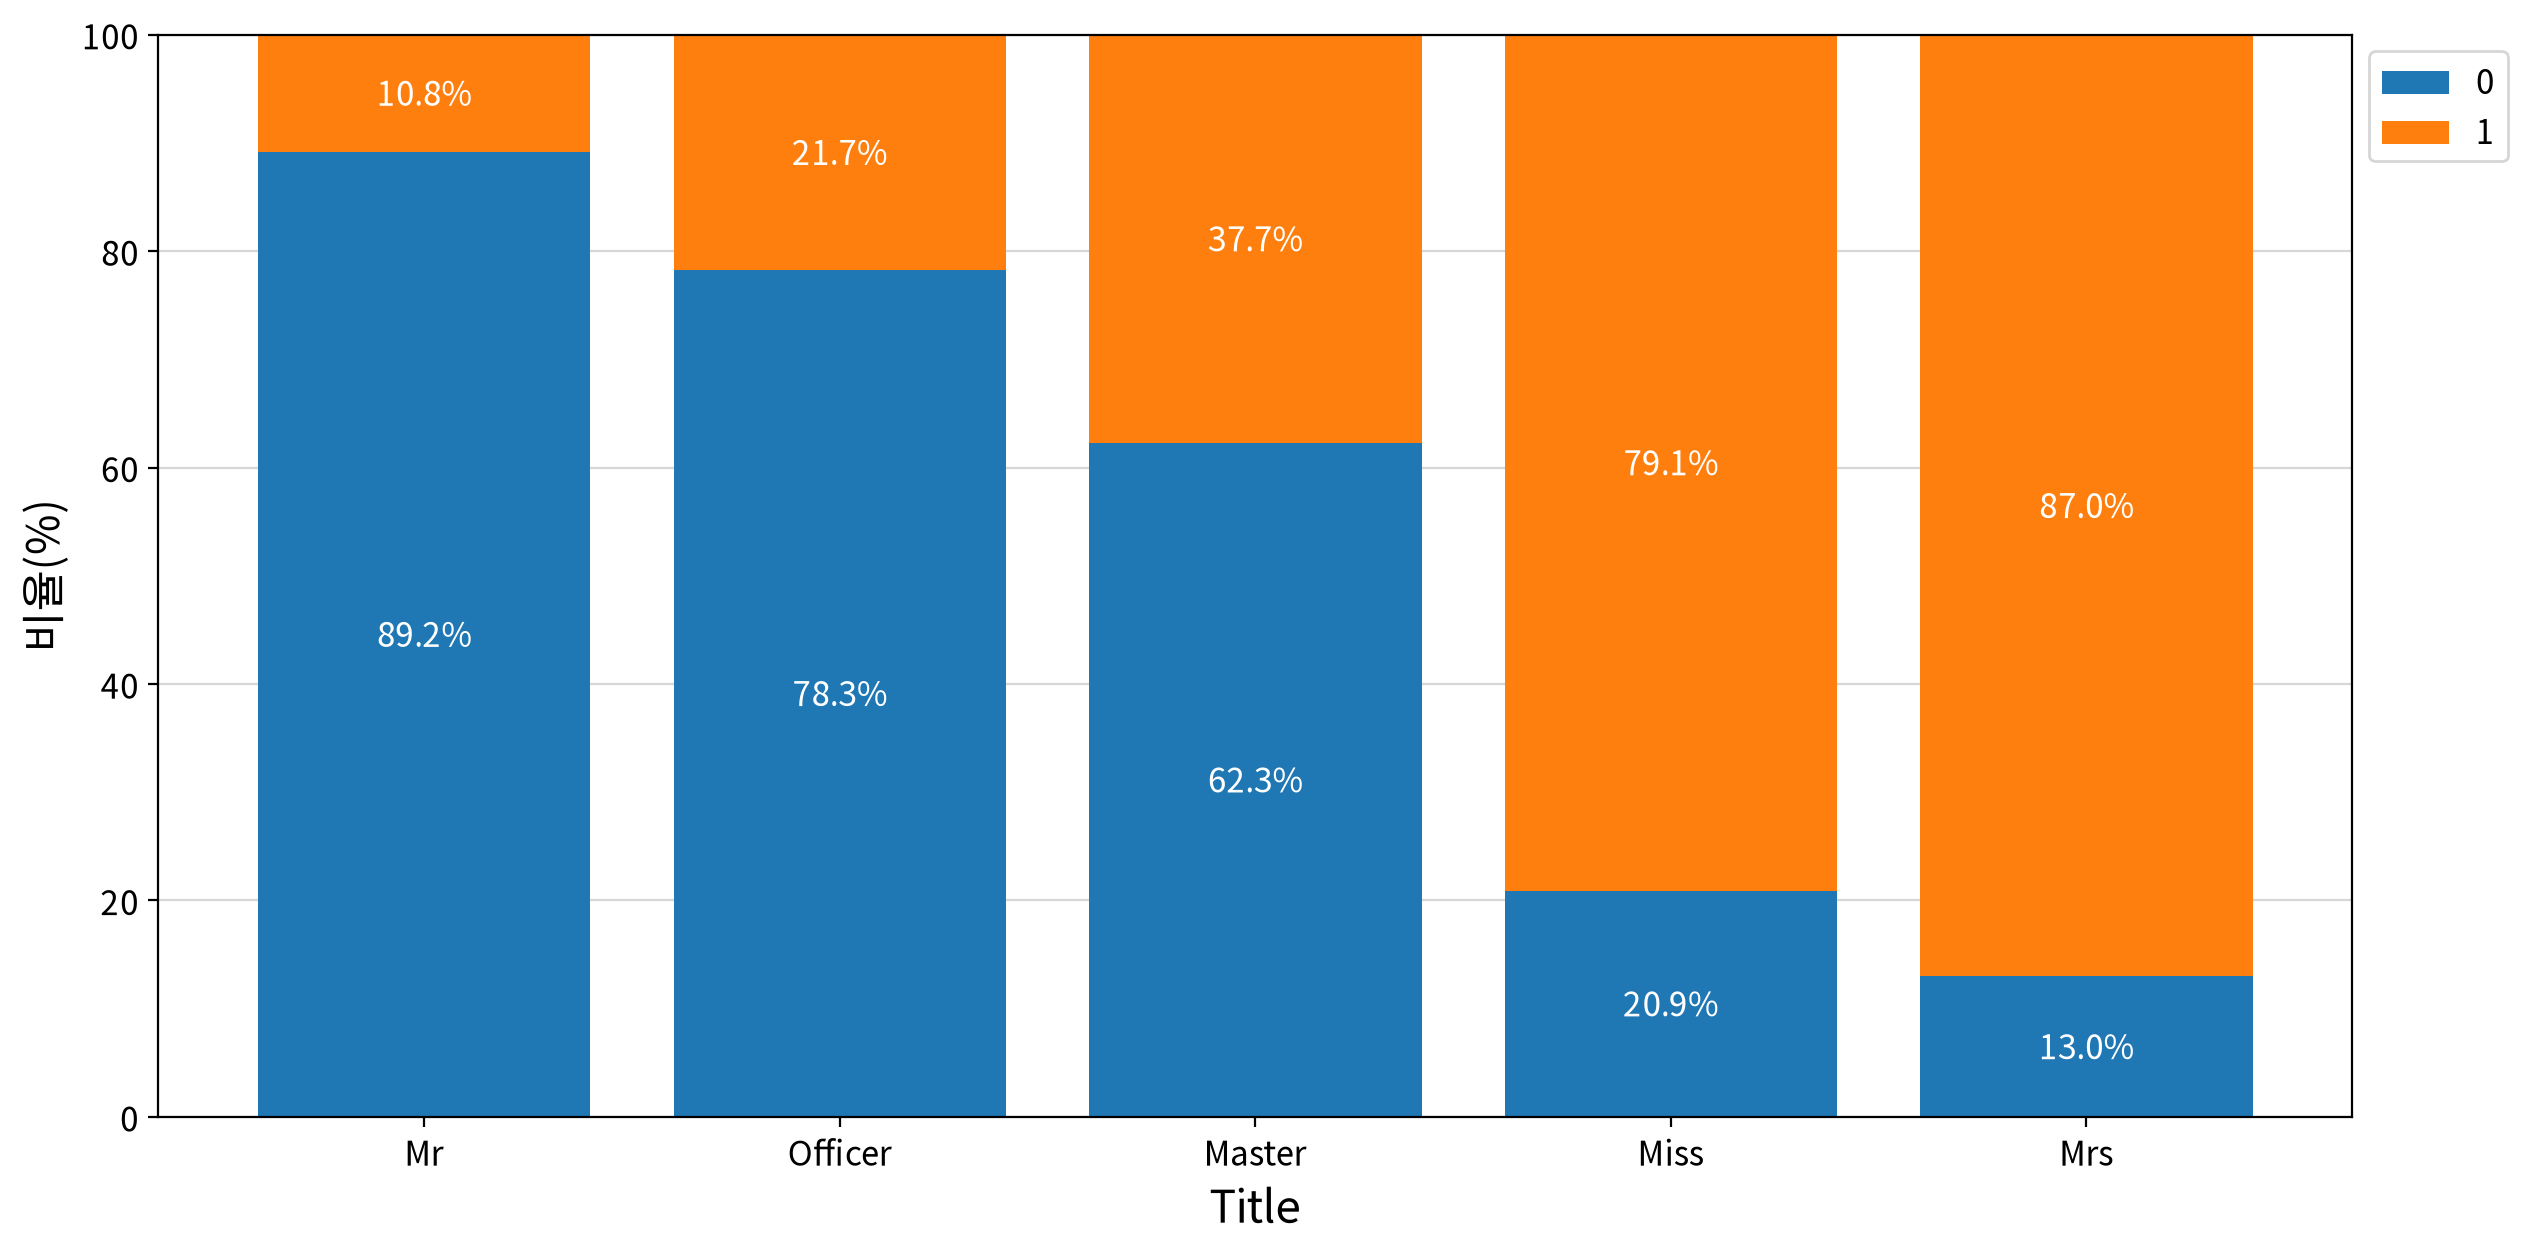 비율(%)
100
80
60
40
20
0
10.8%
21.7%
37.7%
79.1%
87.0%
89.2%
78.3%
62.3%
20.9%
13.0%
Mr
Officer
Master
Miss
Mrs
Title
0
1